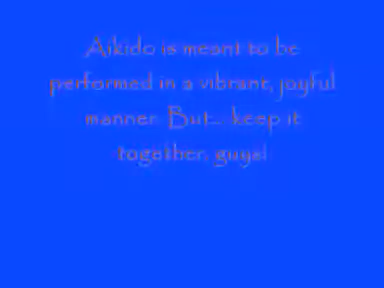 Aikido is meant to be
performed in a vibrant, joyful
manner. But... keep it
together, guys!